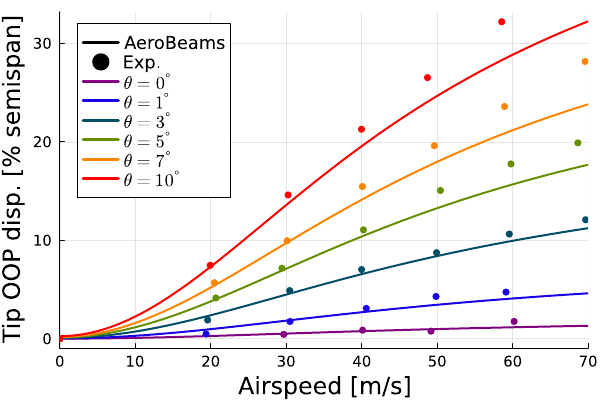 Tip OOP disp. [% semispan]
30
20
10
0
AeroBeams
Exp.
θ = 0°
θ = 1°
θ = 3°
θ = 5°
θ = 7°
θ = 10°
0 10 20 30 40 50 60 70
Airspeed [m/s]